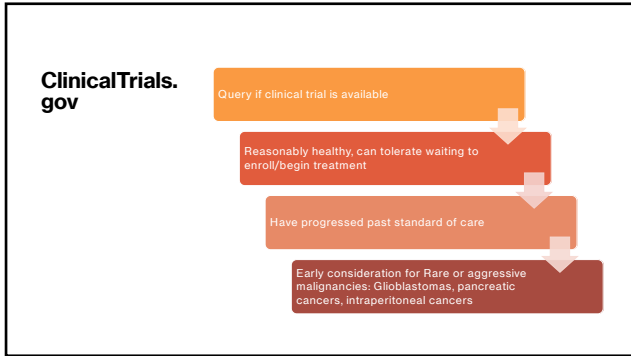 ClinicalTrials.
gov
Query if clinical trial is available
Reasonably healthy, can tolerate waiting to
enroll/begin treatment
Have progressed past standard of care
Early consideration for Rare or aggressive
malignancies: Glioblastomas, pancreatic
cancers, intraperitoneal cancers